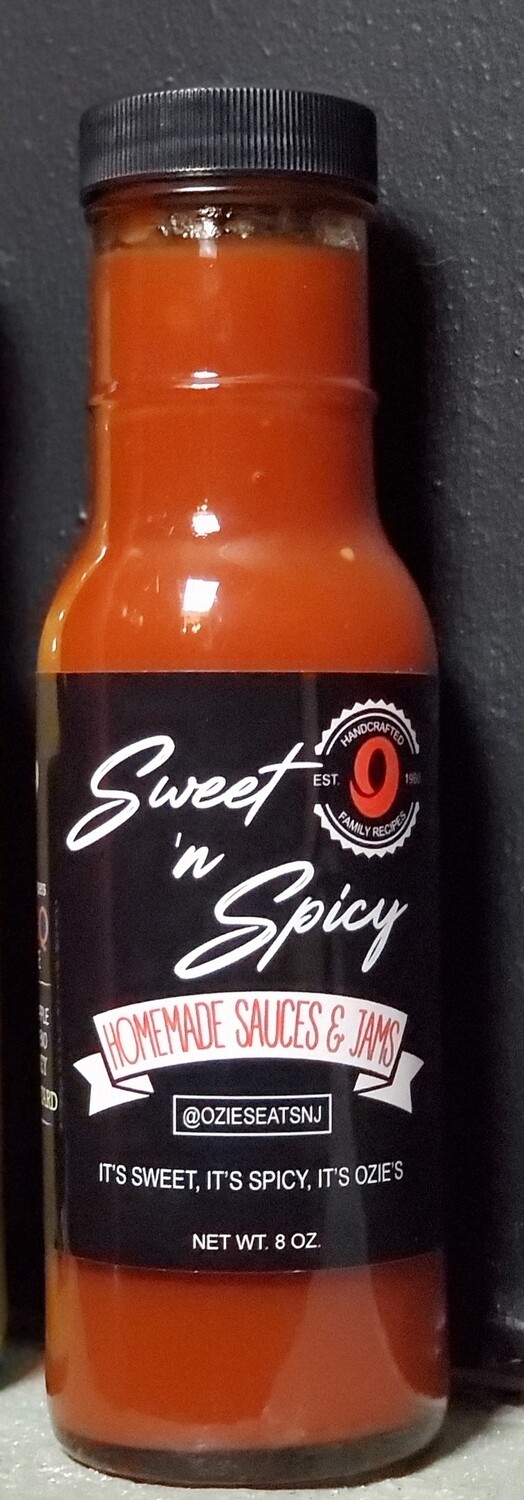 Sweet
'n
Spicy
HANDCRAFTED
EST.
9
FAMILY RECIPES
HOMEMADE SAUCES & JAMS
@OZIESEATSNJ
IT'S SWEET, IT'S SPICY, IT'S OZIE'S
NET WT. 8 OZ.